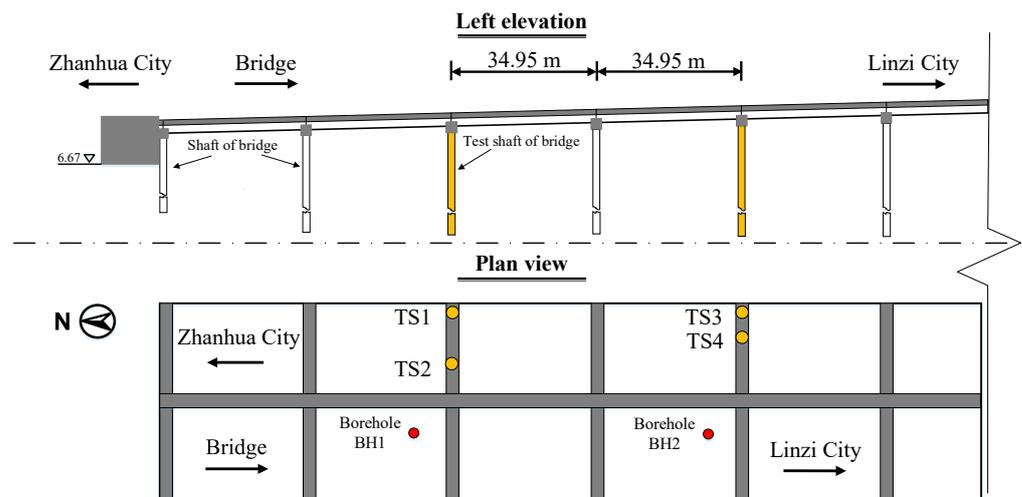 Left elevation
Zhanhua City
Bridge
34.95 m
34.95 m
Linzi City
Shaft of bridge
Test shaft of bridge
6.67
Plan view
N
Zhanhua City
TS1
TS2
TS3
TS4
Borehole
BH1
Borehole
BH2
Bridge
Linzi City